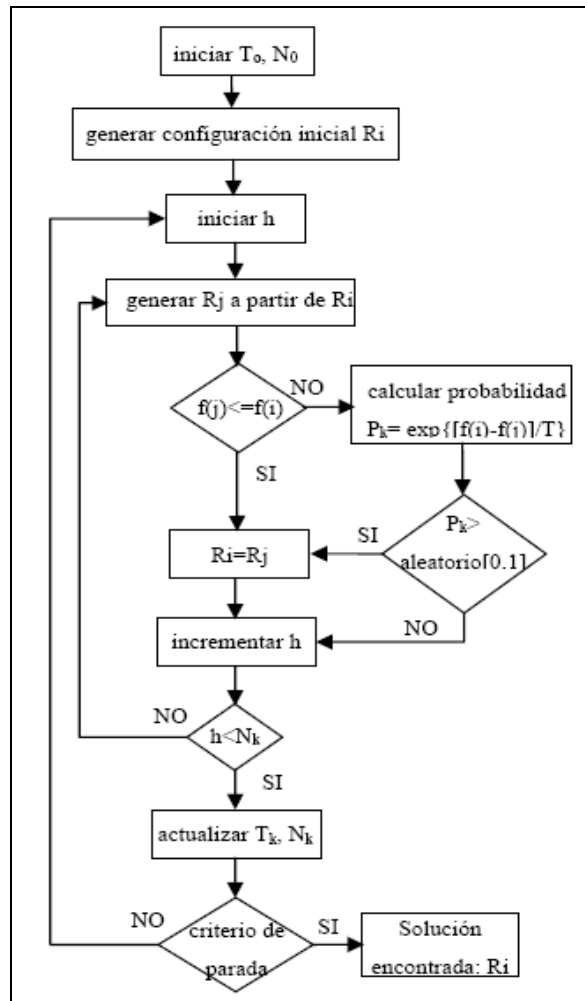 iniciar To, N0
generar configuración inicial Ri
iniciar h
generar Rj a partir de Ri
f(j)<=f(i)
NO
calcular probabilidad
Pk= exp{[f(i)-f(j)]/T}
SI
Pk>
aleatorio[0.1]
SI
Ri=Rj
NO
incrementar h
NO
h<Nk
SI
actualizar Tk, Nk
NO
criterio de
parada
SI
Solución
encontrada: Ri